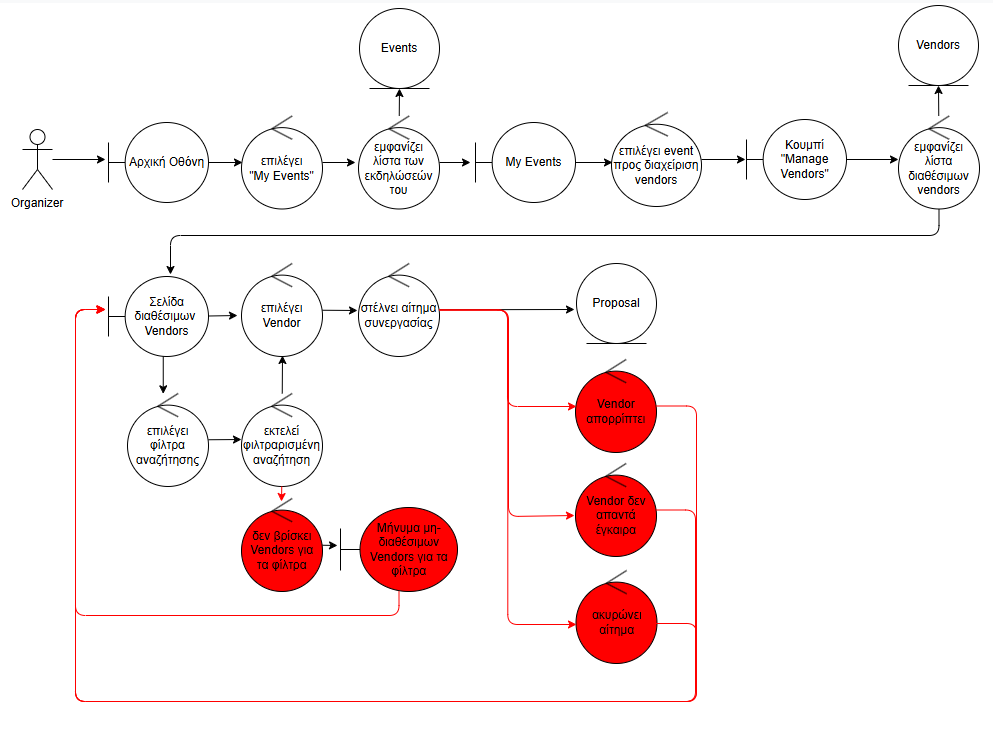 Events
Vendors
Organizer
Αρχική Οθόνη
επιλέγει
"My Events"
εμφανίζει
λίστα των
εκδηλώσεών
του
My Events
επιλέγει event
προς διαχείριση
vendors
Κουμπί
"Manage
Vendors"
εμφανίζει
λίστα
διαθέσιμων
vendors
Σελίδα
διαθέσιμων
Vendors
επιλέγει
Vendor
στέλνει αίτημα
συνεργασίας
Proposal
επιλέγει
φίλτρα
αναζήτησης
εκτελεί
φιλτραρισμένη
αναζήτηση
Vendor
απορρίπτει
Vendor δεν
απαντά
έγκαιρα
δεν βρίσκει
Vendors για
τα φίλτρα
Μήνυμα μη-
διαθέσιμων
Vendors για τα
φίλτρα
ακυρώνει
αίτημα